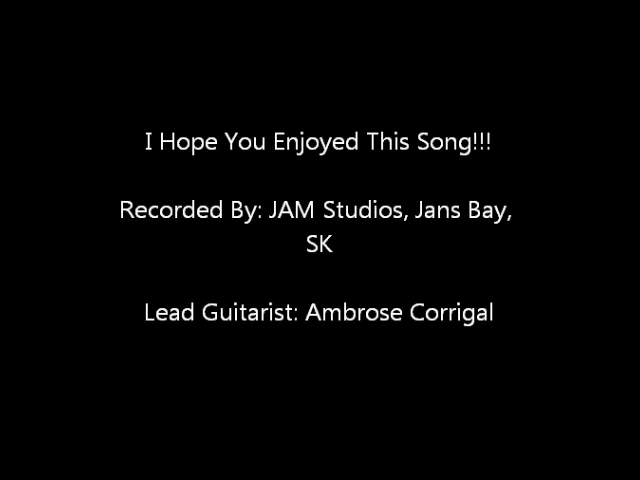 I Hope You Enjoyed This Song!!!
Recorded By: JAM Studios, Jans Bay,
SK
Lead Guitarist: Ambrose Corrigal